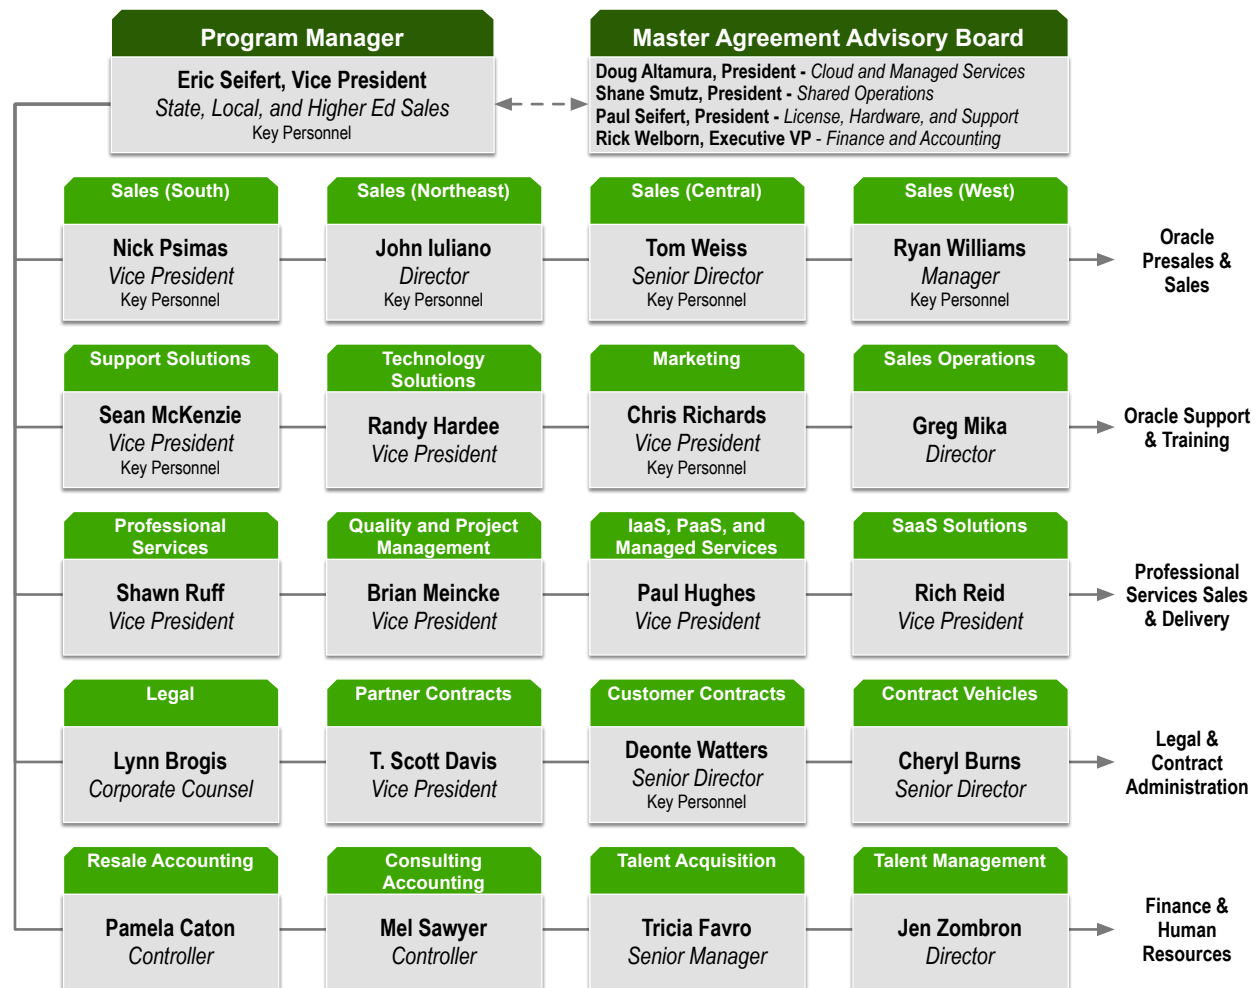 Program Manager
Eric Seifert, Vice President
State, Local, and Higher Ed Sales
Key Personnel
Master Agreement Advisory Board
Doug Altamura, President - Cloud and Managed Services
Shane Smutz, President - Shared Operations
Paul Seifert, President - License, Hardware, and Support
Rick Welborn, Executive VP - Finance and Accounting
Sales (South)
Nick Psimas
Vice President
Key Personnel
Sales (Northeast)
John Iuliano
Director
Key Personnel
Sales (Central)
Tom Weiss
Senior Director
Key Personnel
Sales (West)
Ryan Williams
Manager
Key Personnel
Oracle
Presales &
Sales
Support Solutions
Sean McKenzie
Vice President
Key Personnel
Technology
Solutions
Randy Hardee
Vice President
Marketing
Chris Richards
Vice President
Key Personnel
Sales Operations
Greg Mika
Director
Oracle Support
& Training
Professional
Services
Shawn Ruff
Vice President
Quality and Project
Management
Brian Meincke
Vice President
IaaS, PaaS, and
Managed Services
Paul Hughes
Vice President
SaaS Solutions
Rich Reid
Vice President
Professional
Services Sales
& Delivery
Legal
Lynn Brogis
Corporate Counsel
Partner Contracts
T. Scott Davis
Vice President
Customer Contracts
Deonte Watters
Senior Director
Key Personnel
Contract Vehicles
Cheryl Burns
Senior Director
Legal &
Contract
Administration
Resale Accounting
Pamela Caton
Controller
Consulting
Accounting
Mel Sawyer
Controller
Talent Acquisition
Tricia Favro
Senior Manager
Talent Management
Jen Zombron
Director
Finance &
Human
Resources